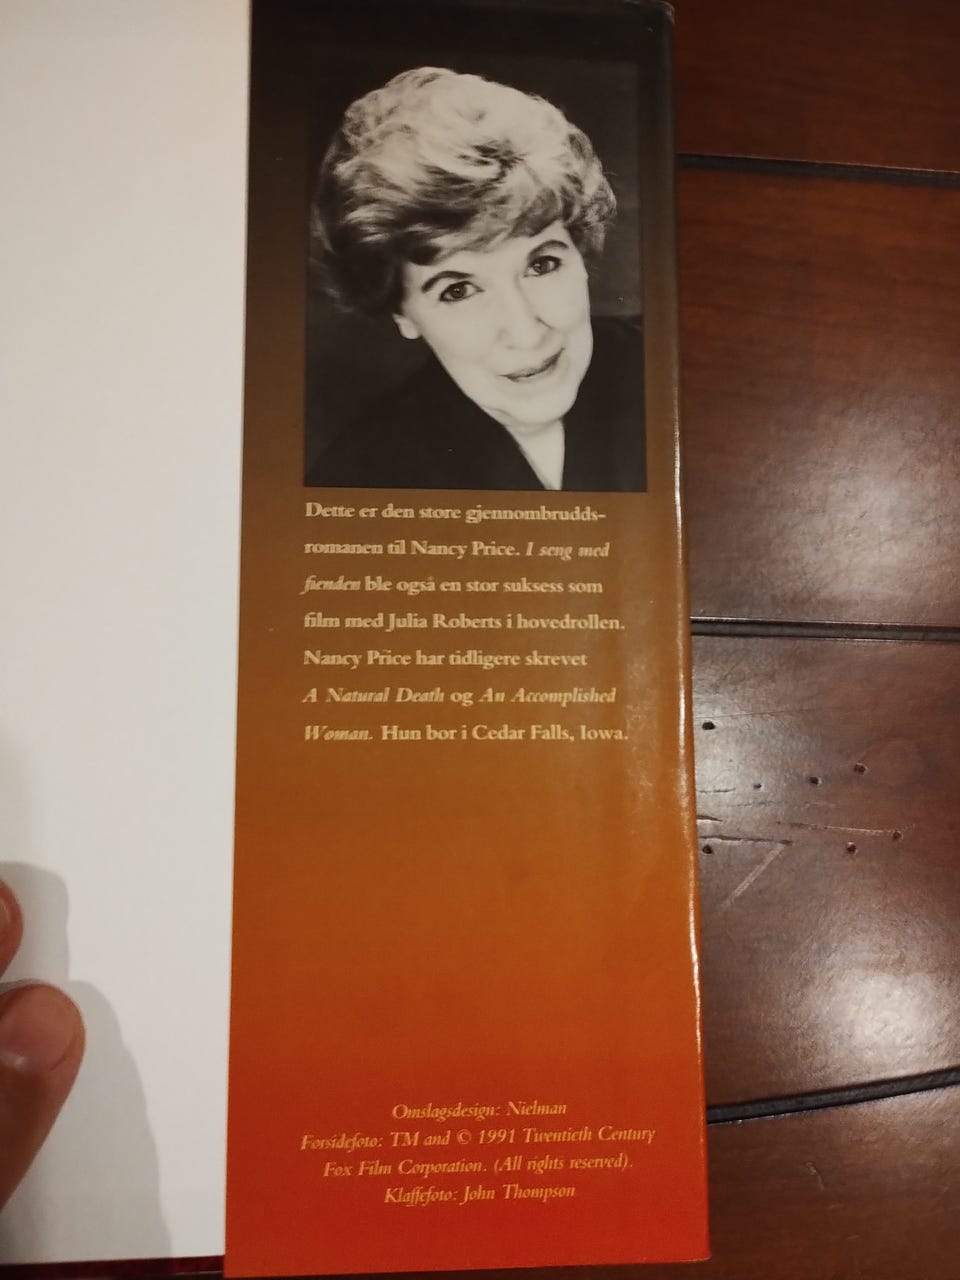 Dette er den store gjennombrudds-
romanen til Nancy Price. I seng med
fienden ble også en stor suksess som
film med Julia Roberts i hovedrollen.
Nancy Price har tidligere skrevet
A Natural Death og An Accomplished
Woman. Hun bor i Cedar Falls, Iowa.
Omslagsdesign: Nielman
Forsidefoto: TM and © 1991 Twentieth Century
Fox Film Corporation. (All rights reserved).
Klaffefoto: John Thompson